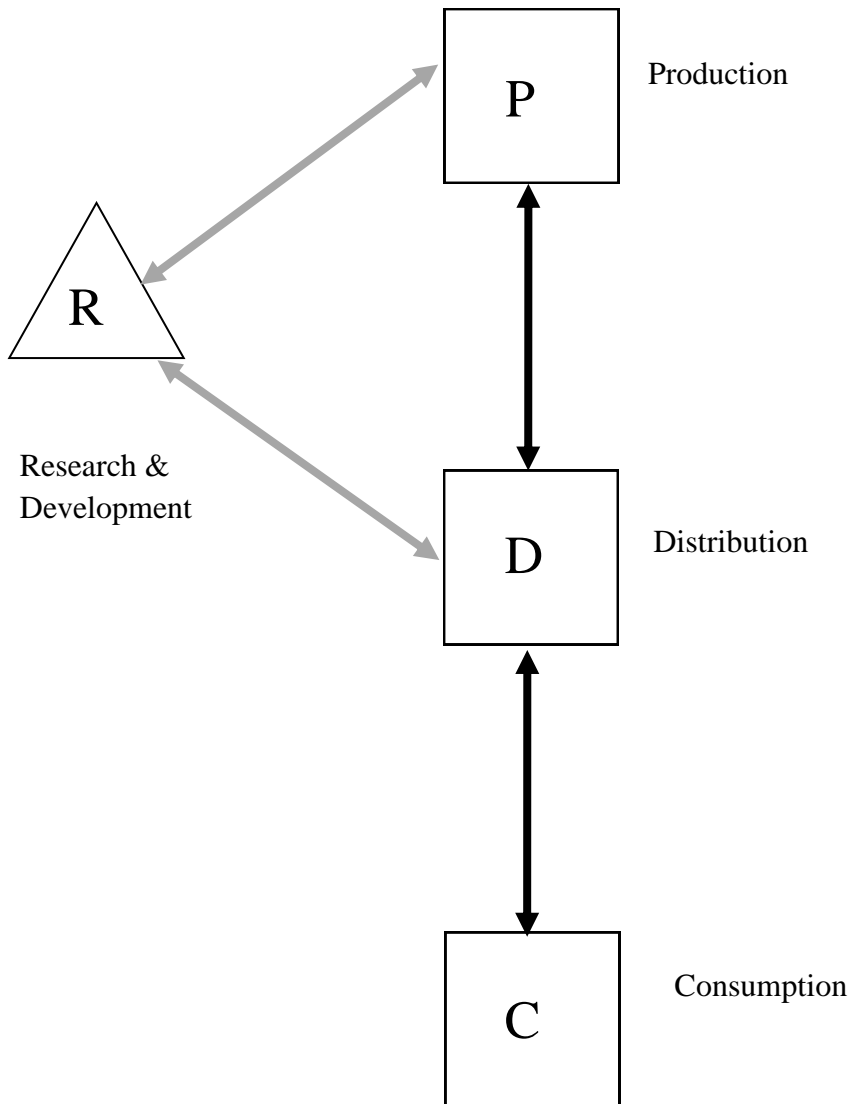 P
Production
R
Research &
Development
D
Distribution
C
Consumption